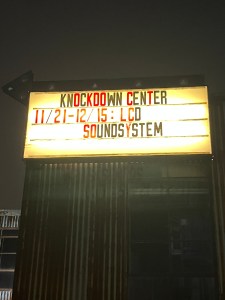 KNOCKDOWN CENTER
11/21-12/15: LCD
SOUNDSYSTEM